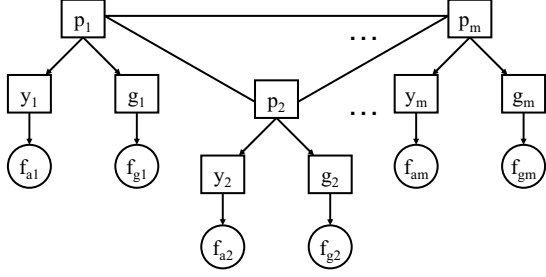 p1 ... pm
y1 g1 p2 ... ym gm
fa1 fg1 y2 g2 fam fgm
fa2 fg2